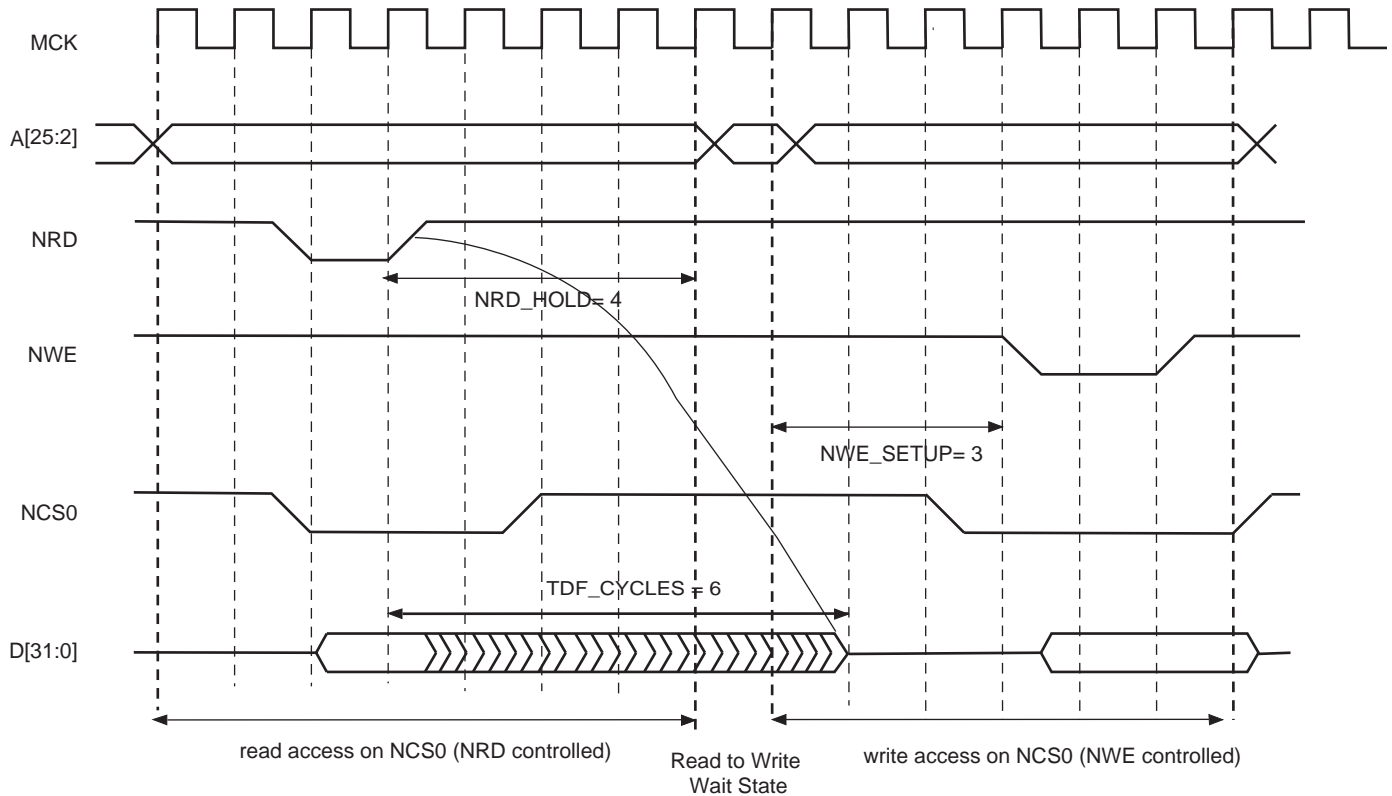 MCK
A[25:2]
NRD
NRD_HOLD= 4
NWE
NWE_SETUP= 3
NCS0
TDF_CYCLES = 6
D[31:0]
read access on NCS0 (NRD controlled)
Read to Write
Wait State
write access on NCS0 (NWE controlled)